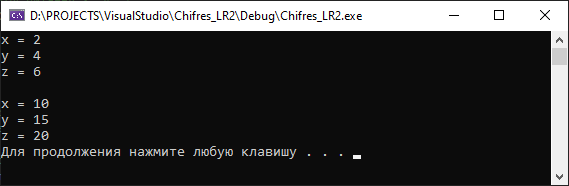 D:\PROJECTS\VisualStudio\Chifres_LR2\Debug\Chifres_LR2.exe
x = 2
y = 4
z = 6
x = 10
y = 15
z = 20
Для продолжения нажмите любую клавишу . . .